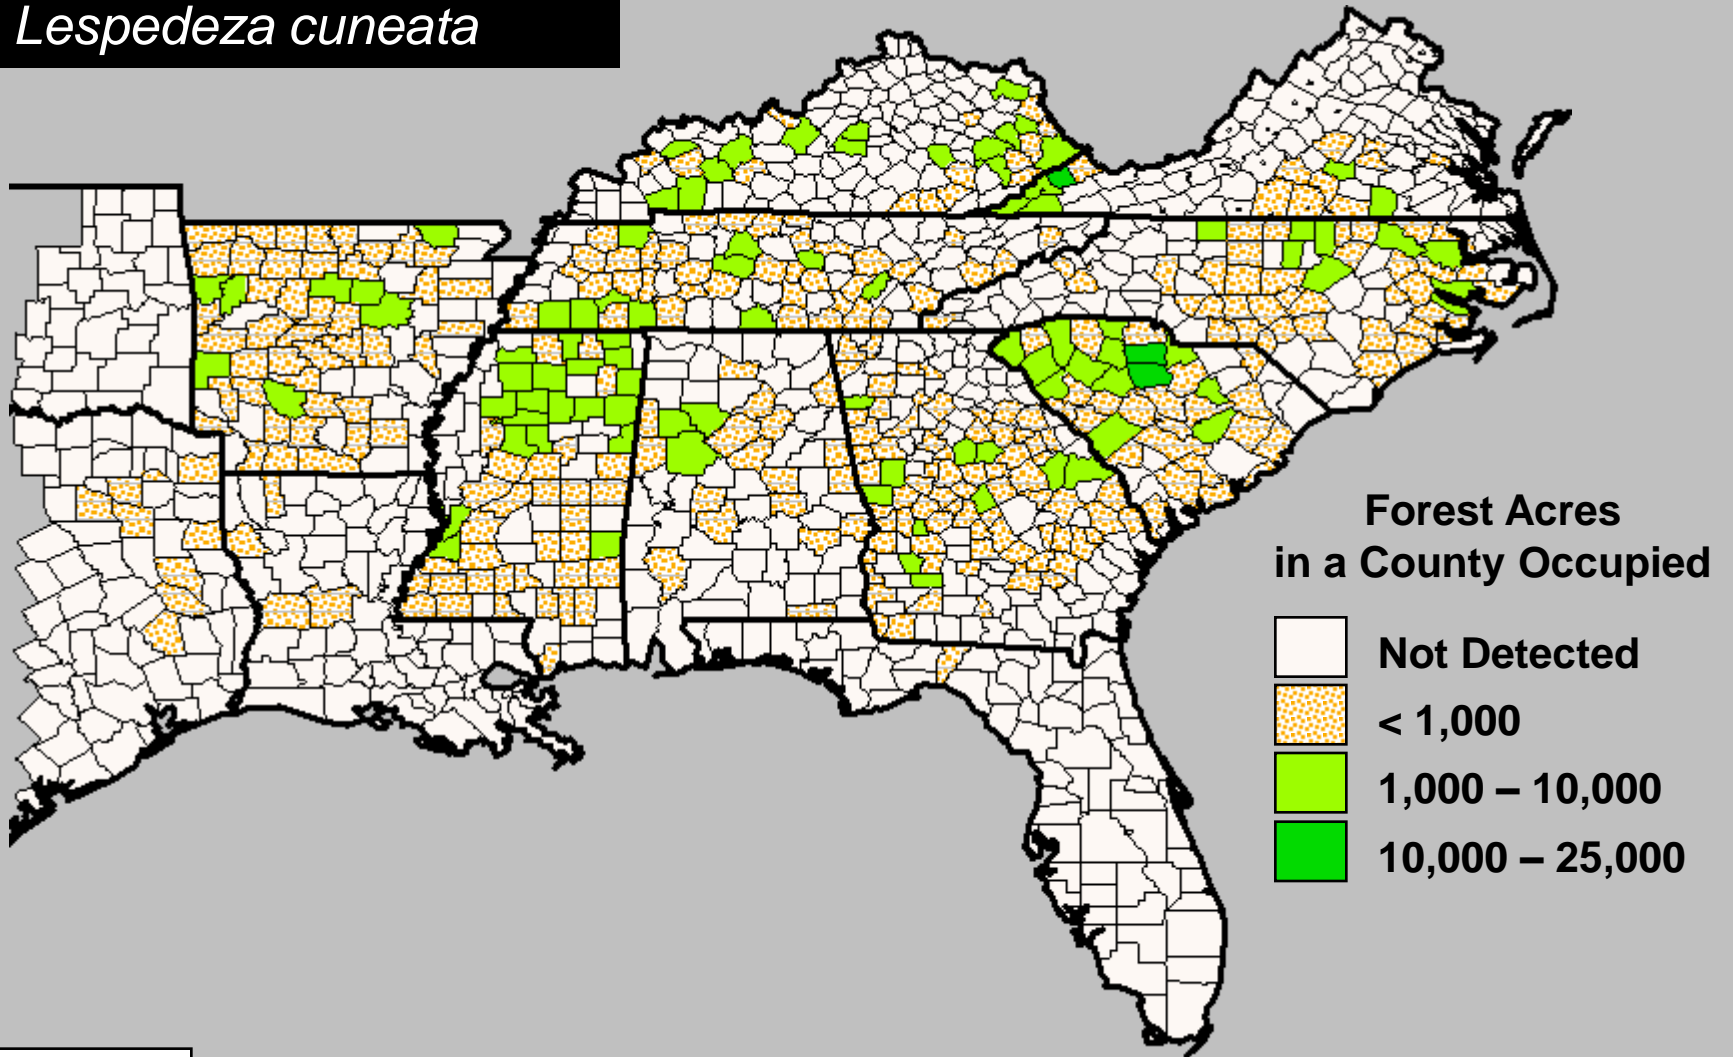 Lespedeza cuneata
Forest Acres
in a County Occupied
Not Detected
< 1,000
1,000 – 10,000
10,000 – 25,000